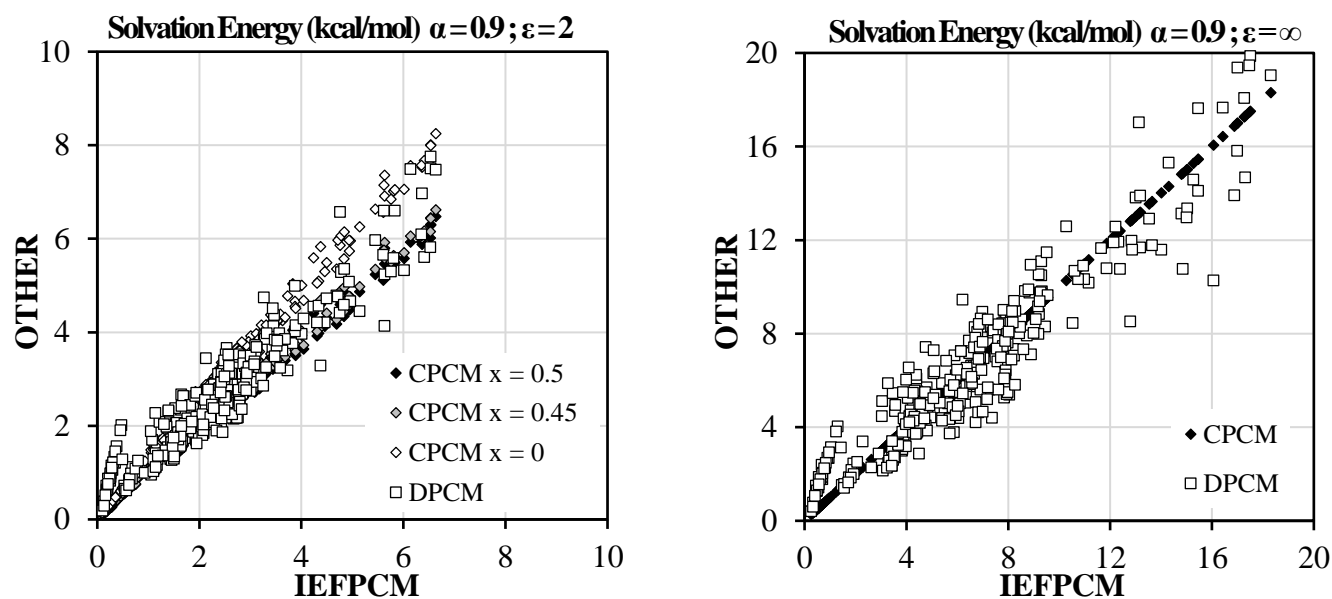 Solvation Energy (kcal/mol) α = 0.9 ; ε = 2
10
8
6
4
2
0
OTHER
CPCM x = 0.5
CPCM x = 0.45
CPCM x = 0
DPCM
0 2 4 6 8 10
IEFPCM
Solvation Energy (kcal/mol) α = 0.9 ; ε = ∞
20
16
12
8
4
0
OTHER
CPCM
DPCM
0 4 8 12 16 20
IEFPCM